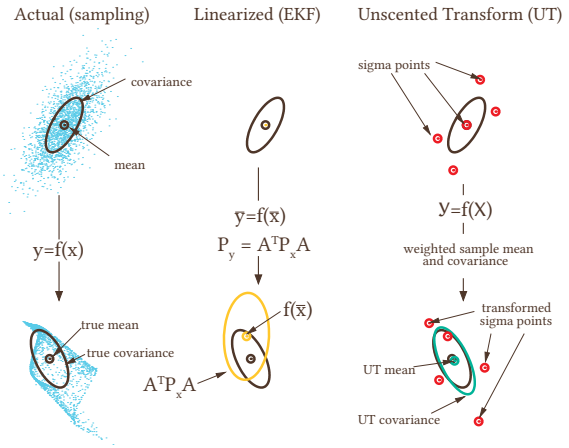 Actual (sampling)
Linearized (EKF)
Unscented Transform (UT)
covariance
mean
sigma points
y=f(x)
y̅=f(x̅)
P_y = AᵀPₓA
Y=f(X)
weighted sample mean
and covariance
true mean
true covariance
f(x̅)
AᵀPₓA
transformed
sigma points
UT mean
UT covariance